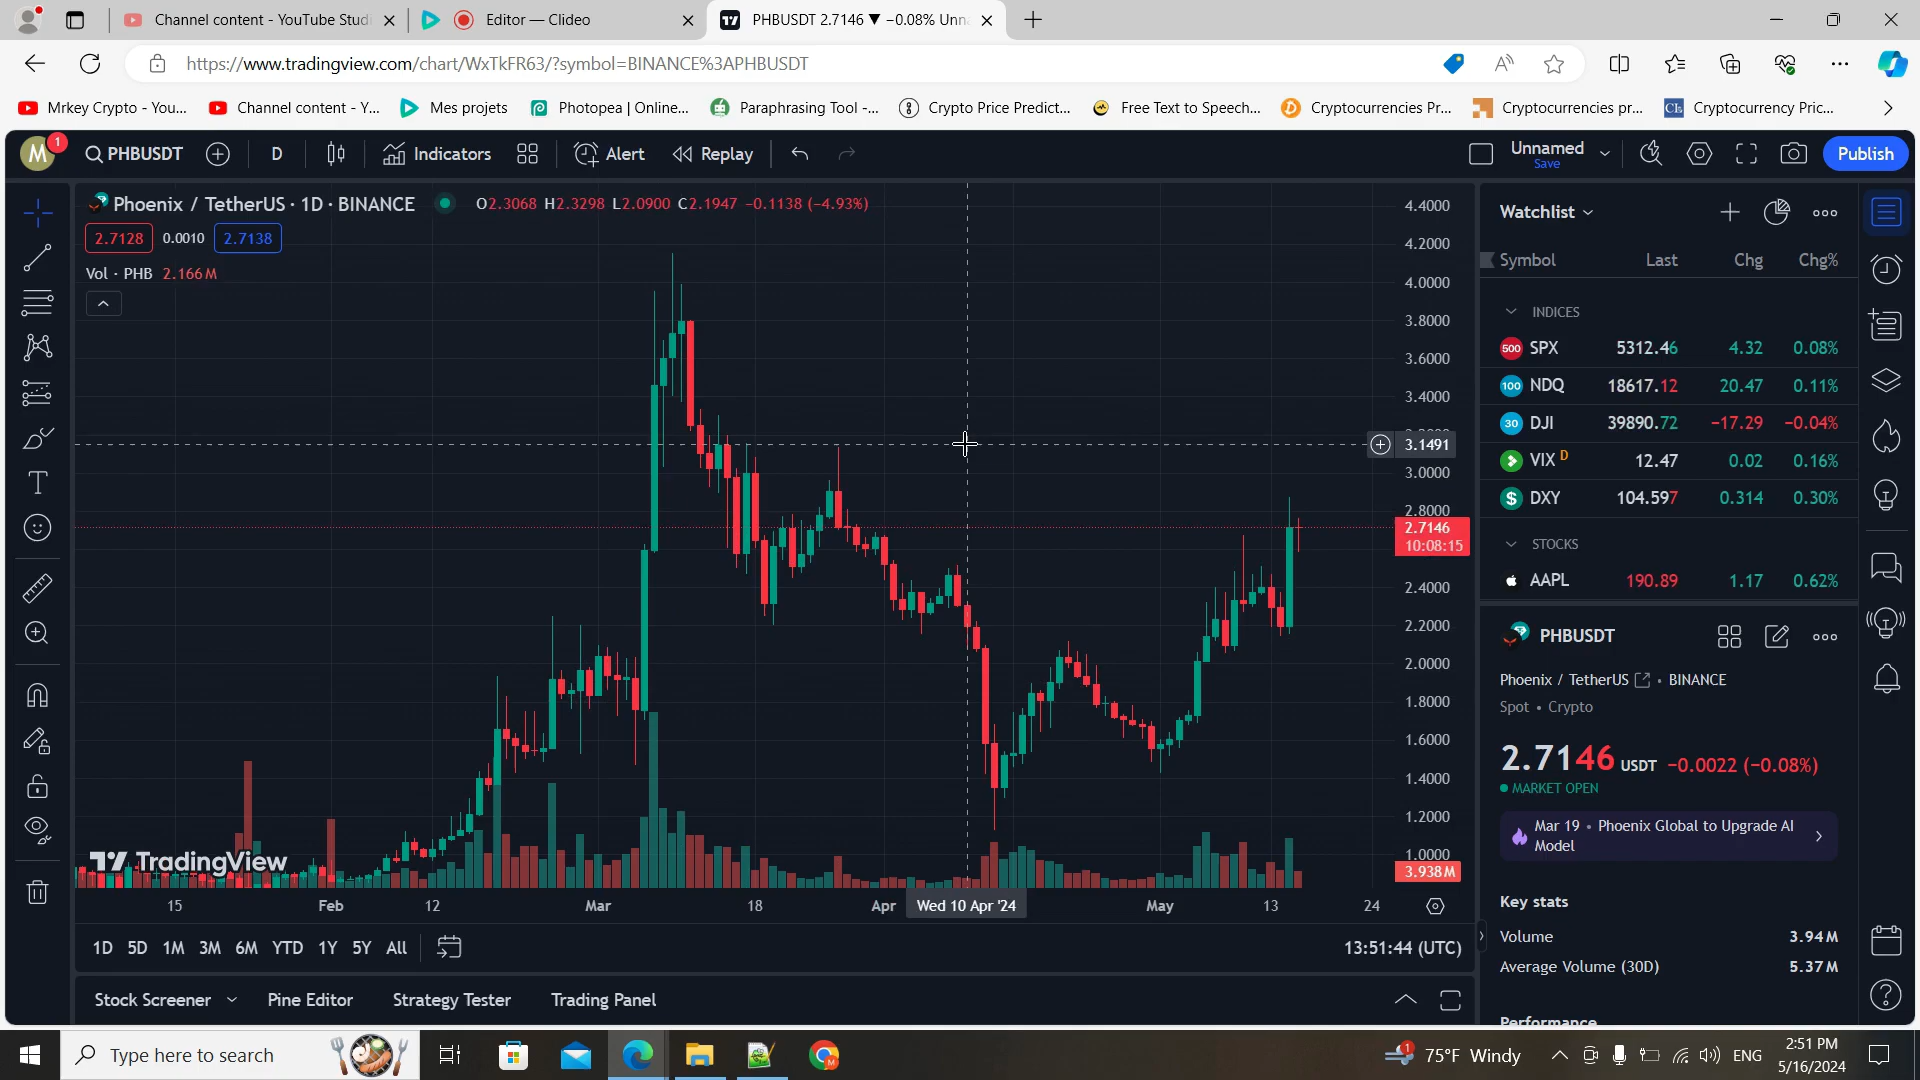 Channel content - YouTube Studi
Editor — Clideo
PHBUSDT 2.7146 ▼ −0.08% Unna
https://www.tradingview.com/chart/WxTkFR63/?symbol=BINANCE%3APHBUSDT
Mrkey Crypto - You...
Channel content - Y...
Mes projets
Photopea | Online...
Paraphrasing Tool -...
Crypto Price Predict...
Free Text to Speech...
Cryptocurrencies Pr...
Cryptocurrencies pr...
Cryptocurrency Pric...
M 1
PHBUSDT
D
Indicators
Alert
Replay
Unnamed
Save
Publish
Phoenix / TetherUS · 1D · BINANCE
O2.3068 H2.3298 L2.0900 C2.1947 −0.1138 (−4.93%)
2.7128 0.0010 2.7138
Vol · PHB 2.166M
4.4000
4.2000
4.0000
3.8000
3.6000
3.4000
3.1491
3.0000
2.8000
2.7146
10:08:15
2.4000
2.2000
2.0000
1.8000
1.6000
1.4000
1.2000
1.0000
3.938M
TradingView
15 Feb 12 Mar 18 Apr Wed 10 Apr '24 May 13 24
1D 5D 1M 3M 6M YTD 1Y 5Y All
13:51:44 (UTC)
Stock Screener Pine Editor Strategy Tester Trading Panel
Watchlist
Symbol Last Chg Chg%
INDICES
500 SPX 5312.46 4.32 0.08%
100 NDQ 18617.12 20.47 0.11%
30 DJI 39890.72 −17.29 −0.04%
VIX D 12.47 0.02 0.16%
$ DXY 104.597 0.314 0.30%
STOCKS
AAPL 190.89 1.17 0.62%
PHBUSDT
Phoenix / TetherUS • BINANCE
Spot • Crypto
2.7146 USDT −0.0022 (−0.08%)
MARKET OPEN
Mar 19 • Phoenix Global to Upgrade AI
Model
Key stats
Volume 3.94M
Average Volume (30D) 5.37M
Performance
Type here to search
1 75°F Windy
ENG
2:51 PM
5/16/2024